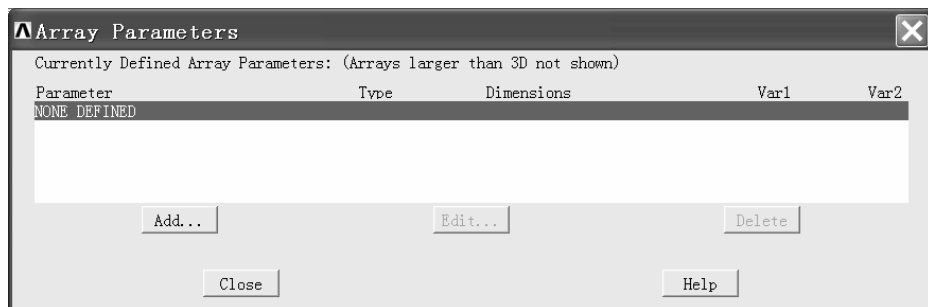 Array Parameters
Currently Defined Array Parameters: (Arrays larger than 3D not shown)
Parameter Type Dimensions Var1 Var2
NONE DEFINED
Add... Edit... Delete
Close Help